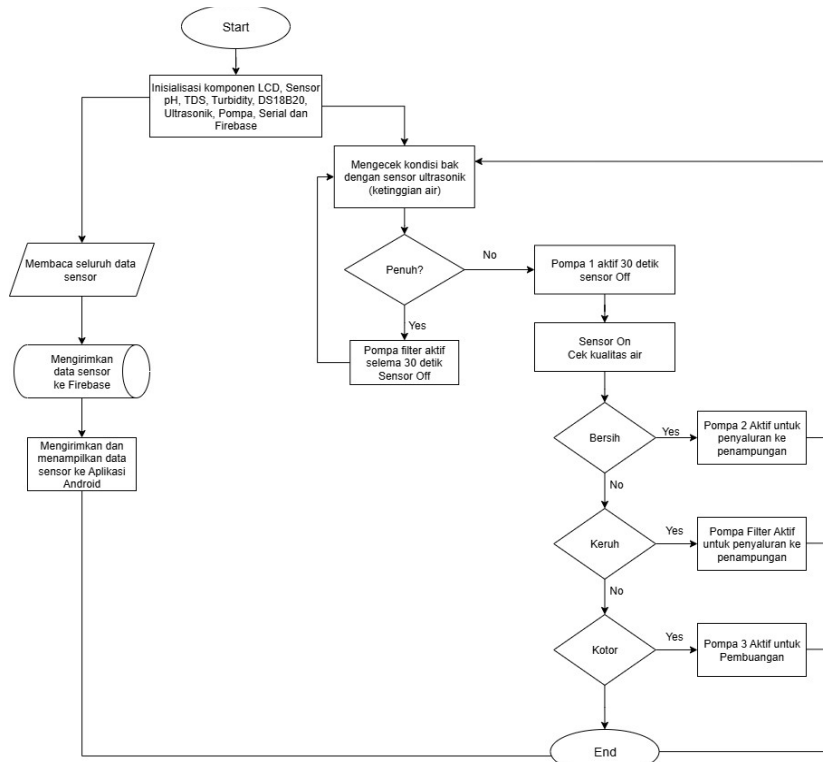 Start
Inisialisasi komponen LCD, Sensor
pH, TDS, Turbidity, DS18B20,
Ultrasonik, Pompa, Serial dan
Firebase
Mengecek kondisi bak
dengan sensor ultrasonik
(ketinggian air)
Membaca seluruh data
sensor
Penuh?
No
Pompa 1 aktif 30 detik
sensor Off
Yes
Pompa filter aktif
selema 30 detik
Sensor Off
Sensor On
Cek kualitas air
Mengirimkan
data sensor
ke Firebase
Mengirimkan dan
menampilkan data
sensor ke Aplikasi
Android
Bersih
Yes
Pompa 2 Aktif untuk
penyaluran ke
penampungan
No
Keruh
Yes
Pompa Filter Aktif
untuk penyaluran ke
penampungan
No
Kotor
Yes
Pompa 3 Aktif untuk
Pembuangan
End